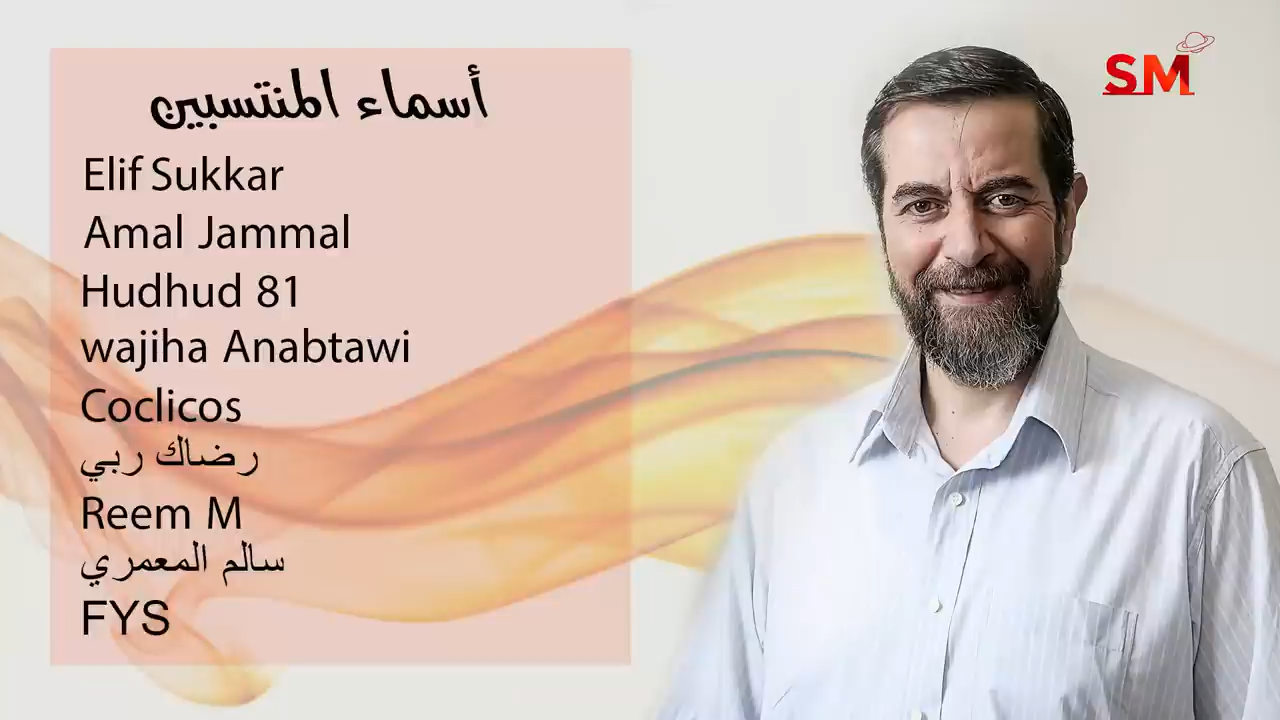 أسماء المنتسبين
Elif Sukkar
Amal Jammal
Hudhud 81
wajiha Anabtawi
Coclicos
رضاك ربي
Reem M
سالم المعمري
FYS
SM